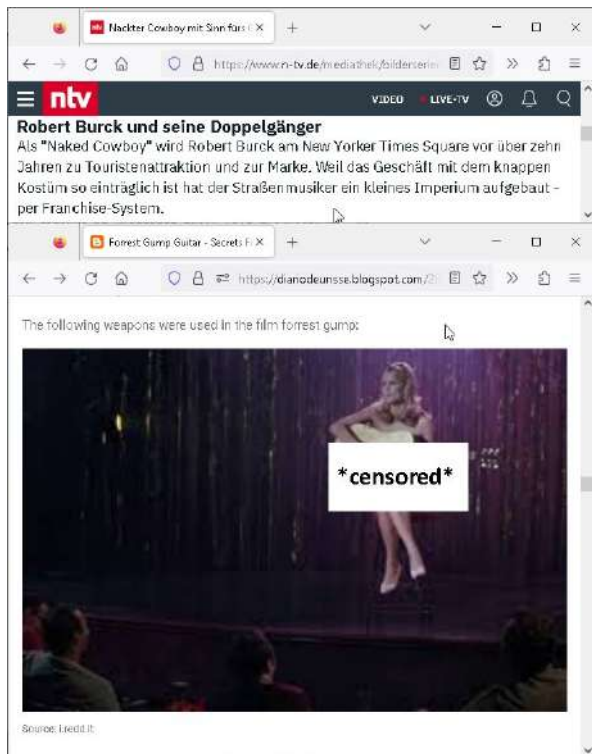 Nackter Cowboy mit Sinn fürs
https://www.n-tv.de/mediathek/bilderserie
ntv
VIDEO
LIVE-TV
Robert Burck und seine Doppelgänger
Als "Naked Cowboy" wird Robert Burck am New Yorker Times Square vor über zehn
Jahren zu Touristenattraktion und zur Marke. Weil das Geschäft mit dem knappen
Kostüm so einträglich ist hat der Straßenmusiker ein kleines Imperium aufgebaut -
per Franchise-System.
Forrest Gump Guitar - Secrets F
https://dianodeunsse.blogspot.com/2
The following weapons were used in the film forrest gump:
*censored*
Source: i.redd.it